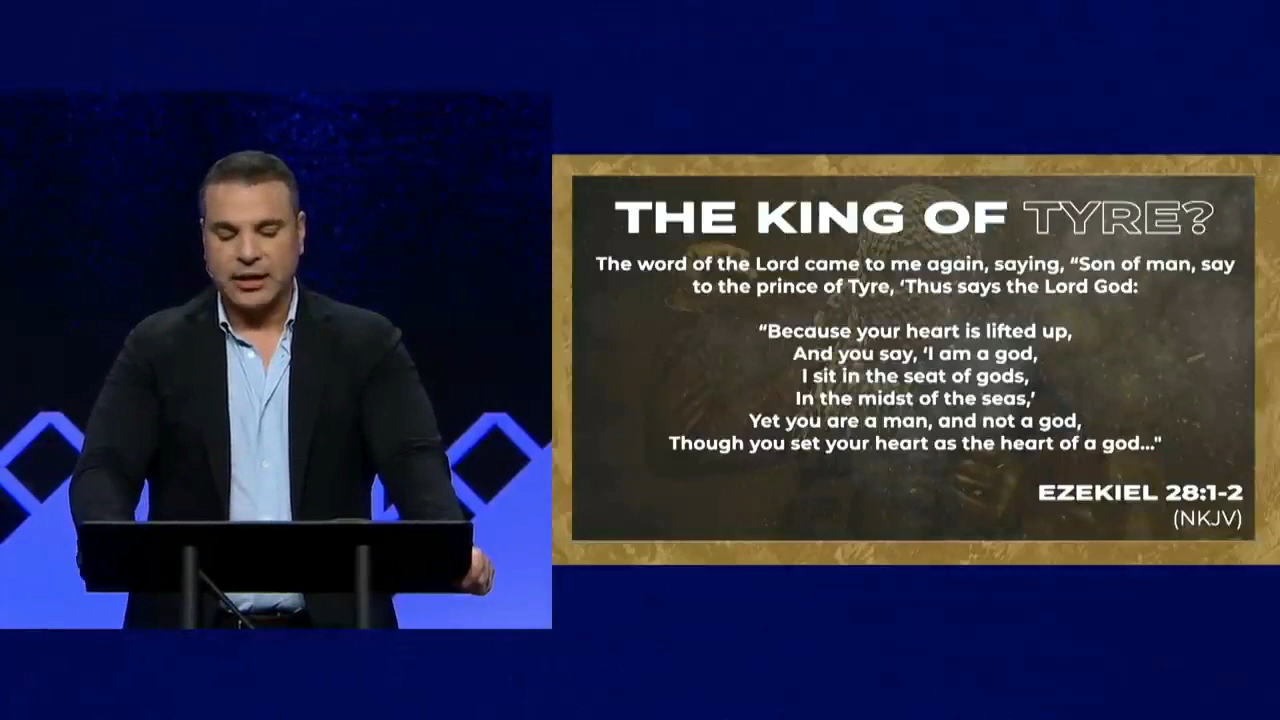 THE KING OF TYRE?
The word of the Lord came to me again, saying, “Son of man, say
to the prince of Tyre, ‘Thus says the Lord God:
“Because your heart is lifted up,
And you say, ‘I am a god,
I sit in the seat of gods,
In the midst of the seas,’
Yet you are a man, and not a god,
Though you set your heart as the heart of a god..."
EZEKIEL 28:1-2
(NKJV)